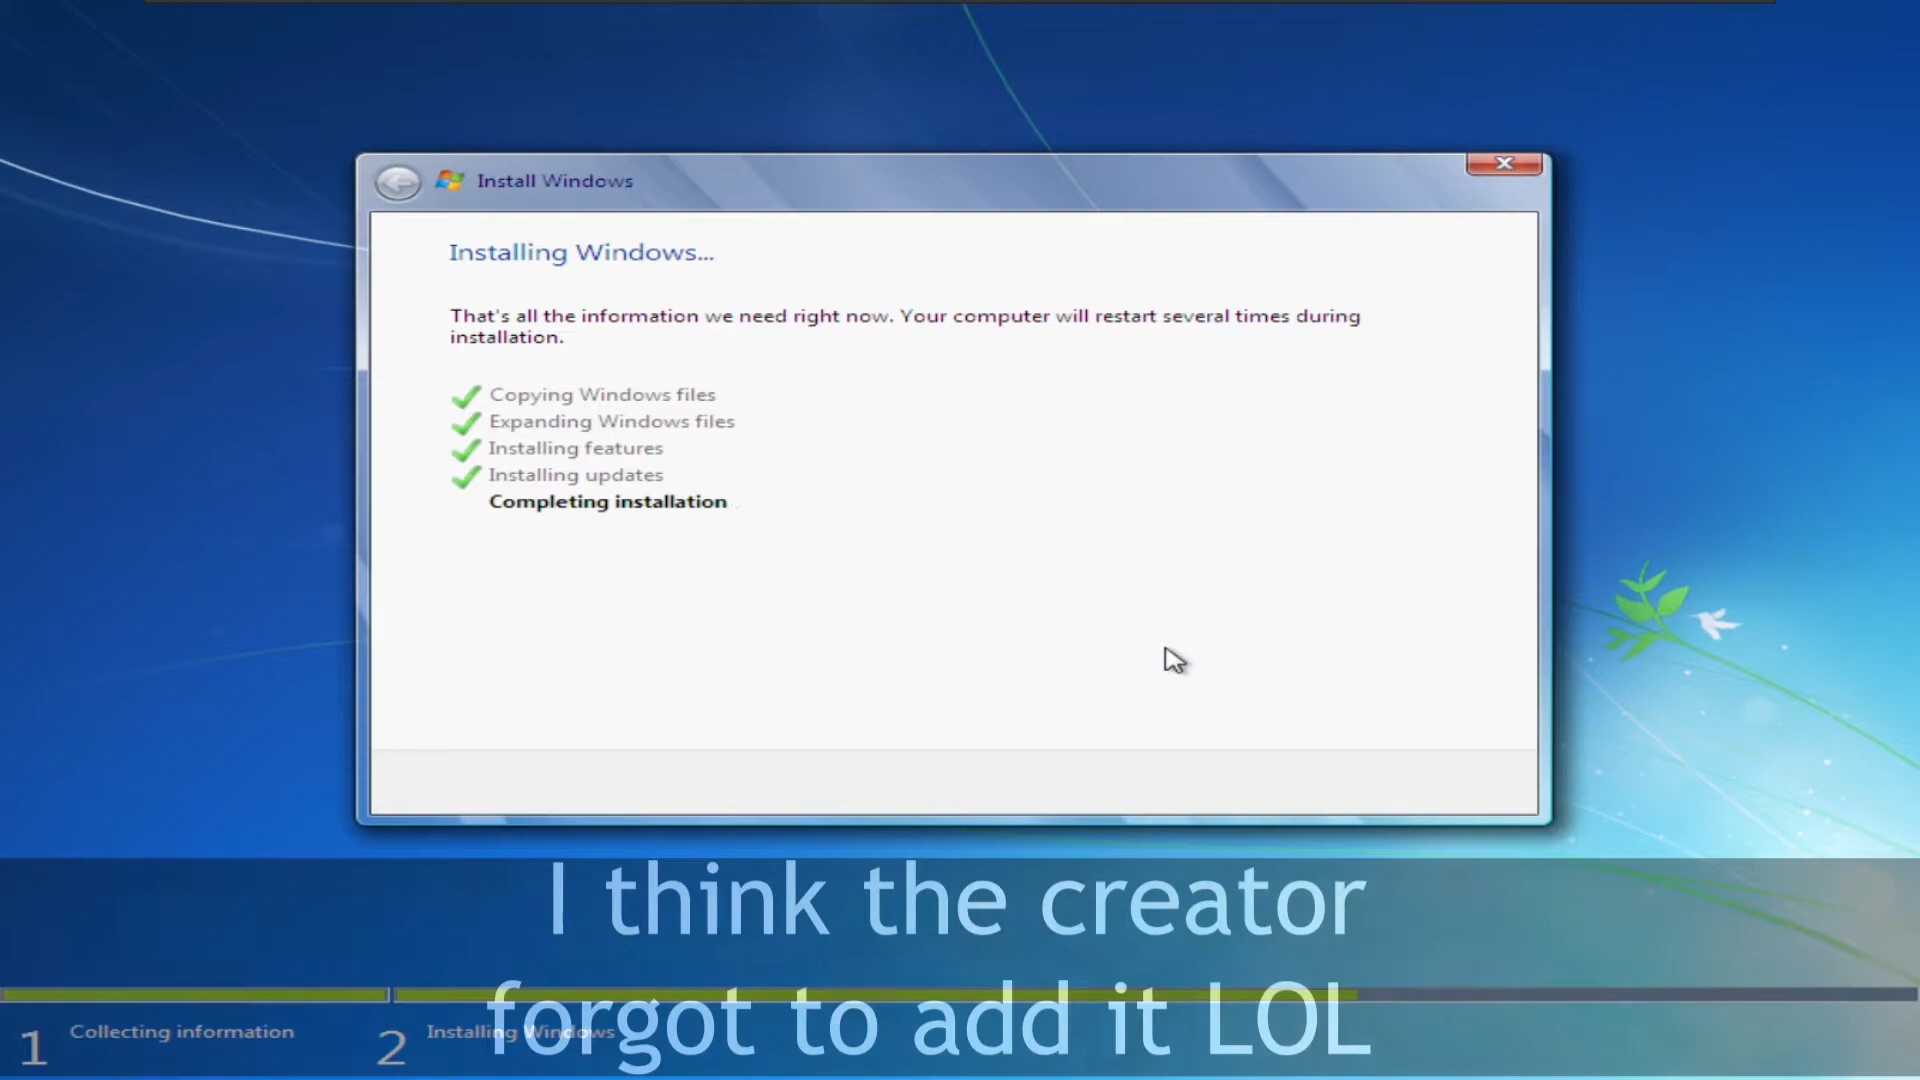 Install Windows
Installing Windows...
That's all the information we need right now. Your computer will restart several times during
installation.
Copying Windows files
Expanding Windows files
Installing features
Installing updates
Completing installation
I think the creator
forgot to add it LOL
1 Collecting information
2 Installing Windows